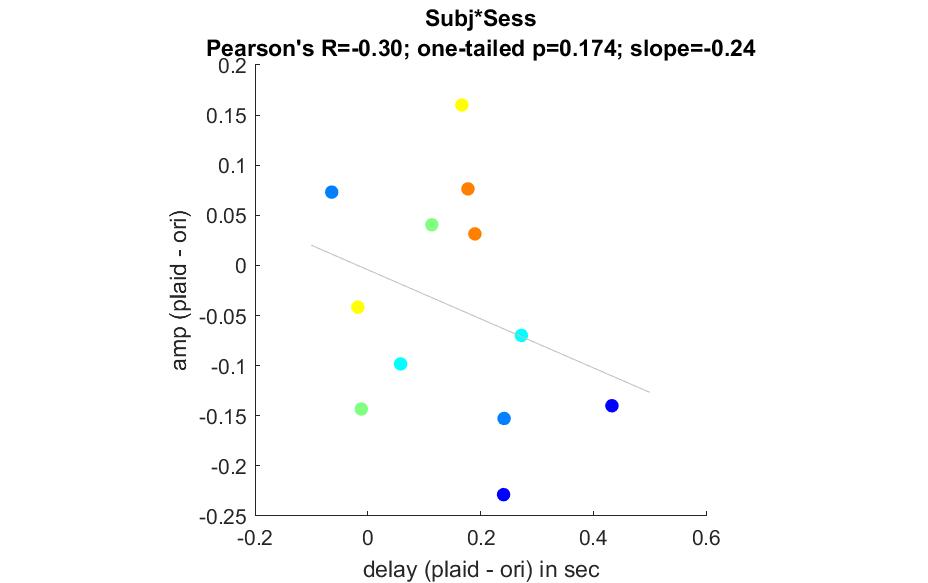 Subj*Sess
Pearson's R=-0.30; one-tailed p=0.174; slope=-0.24
0.2
0.15
0.1
0.05
0
-0.05
-0.1
-0.15
-0.2
-0.25
amp (plaid - ori)
-0.2 0 0.2 0.4 0.6
delay (plaid - ori) in sec